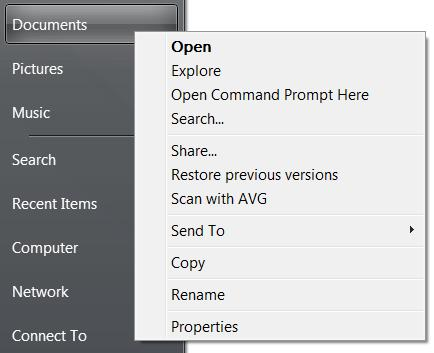 Documents
Pictures
Music
Search
Recent Items
Computer
Network
Connect To
Open
Explore
Open Command Prompt Here
Search...
Share...
Restore previous versions
Scan with AVG
Send To
Copy
Rename
Properties